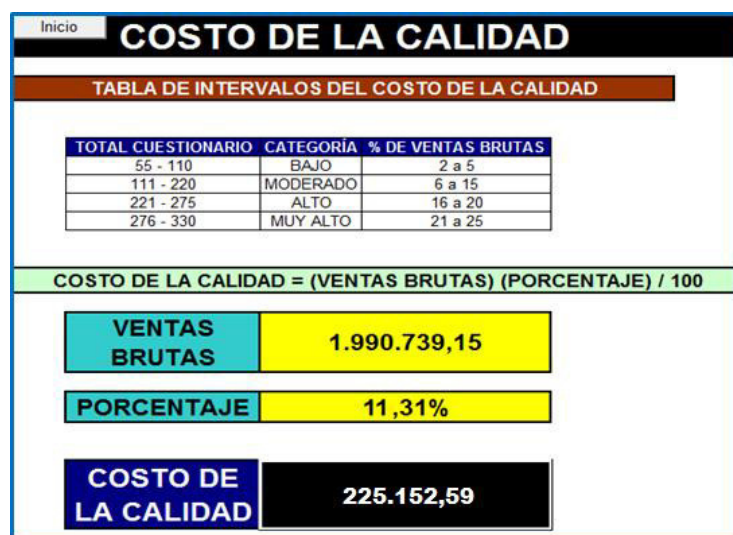 Inicio
COSTO DE LA CALIDAD
TABLA DE INTERVALOS DEL COSTO DE LA CALIDAD
TOTAL CUESTIONARIO CATEGORÍA % DE VENTAS BRUTAS
55 - 110 BAJO 2 a 5
111 - 220 MODERADO 6 a 15
221 - 275 ALTO 16 a 20
276 - 330 MUY ALTO 21 a 25
COSTO DE LA CALIDAD = (VENTAS BRUTAS) (PORCENTAJE) / 100
VENTAS
BRUTAS
1.990.739,15
PORCENTAJE 11,31%
COSTO DE
LA CALIDAD
225.152,59